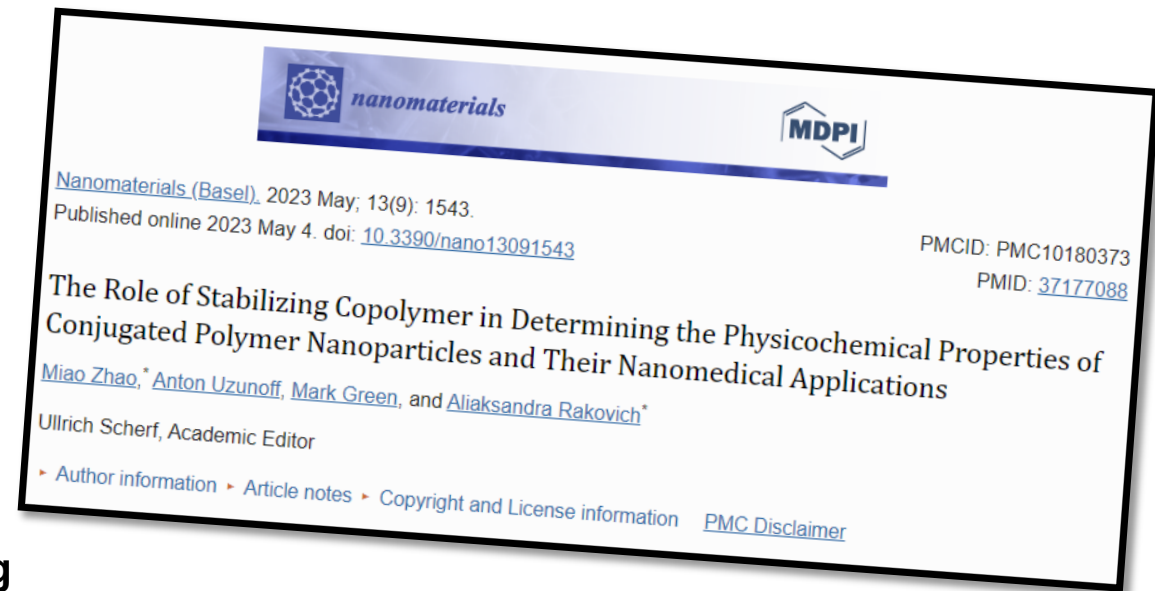 nanomaterials
MDPI
Nanomaterials (Basel). 2023 May; 13(9): 1543.
Published online 2023 May 4. doi: 10.3390/nano13091543
PMCID: PMC10180373
PMID: 37177088
The Role of Stabilizing Copolymer in Determining the Physicochemical Properties of
Conjugated Polymer Nanoparticles and Their Nanomedical Applications
Miao Zhao,* Anton Uzunoff, Mark Green, and Aliaksandra Rakovich*
Ullrich Scherf, Academic Editor
▸ Author information ▸ Article notes ▸ Copyright and License information PMC Disclaimer
g